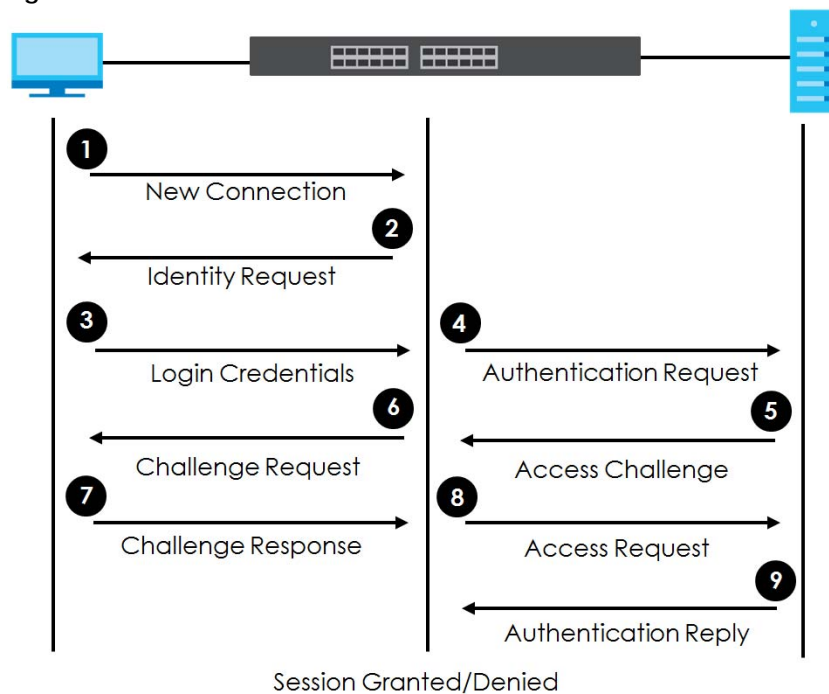 1
New Connection
2
Identity Request
3
4
Login Credentials
Authentication Request
6
5
Challenge Request
Access Challenge
7
8
Challenge Response
Access Request
9
Authentication Reply
Session Granted/Denied